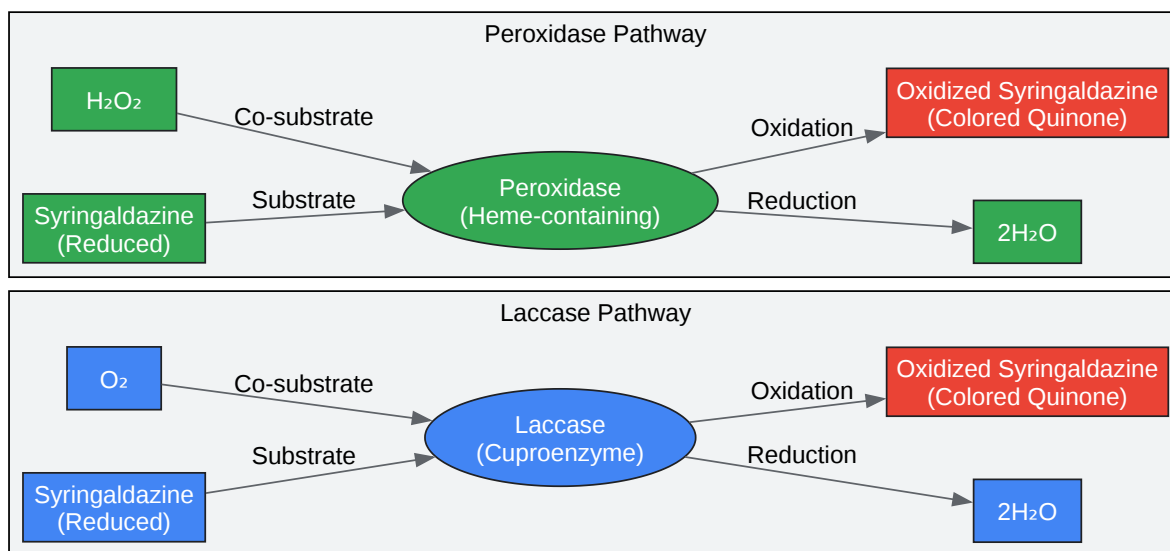 Peroxidase Pathway
H₂O₂
Co-substrate
Syringaldazine
(Reduced)
Substrate
Peroxidase
(Heme-containing)
Oxidation
Oxidized Syringaldazine
(Colored Quinone)
Reduction
2H₂O
Laccase Pathway
O₂
Co-substrate
Syringaldazine
(Reduced)
Substrate
Laccase
(Cuproenzyme)
Oxidation
Oxidized Syringaldazine
(Colored Quinone)
Reduction
2H₂O